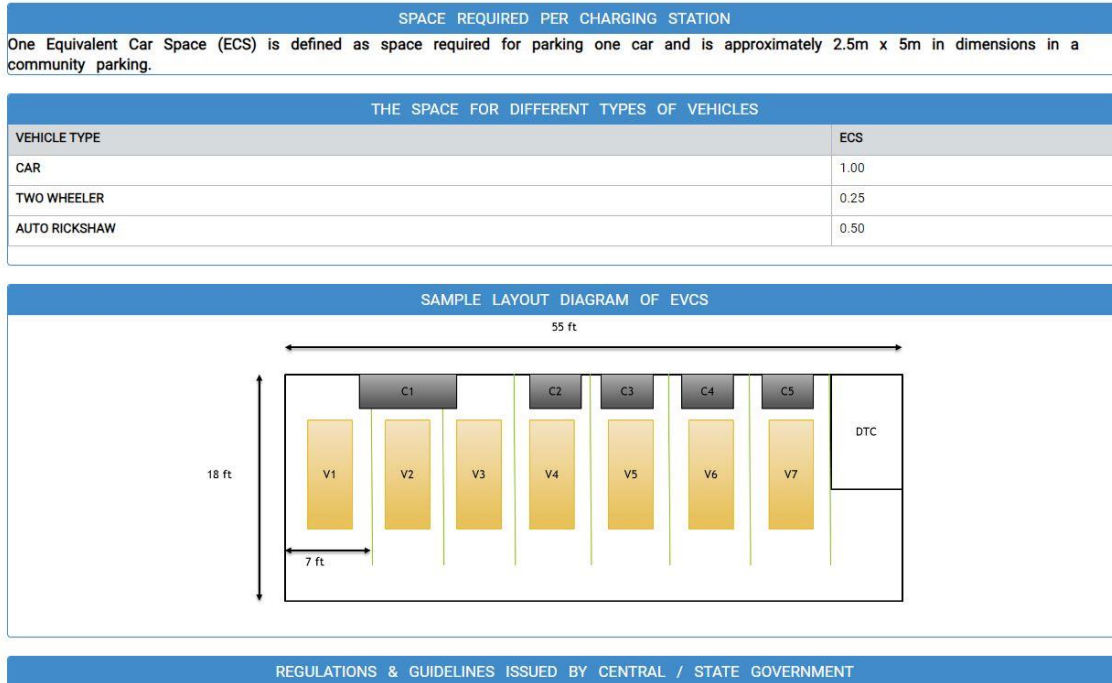 SPACE REQUIRED PER CHARGING STATION
One Equivalent Car Space (ECS) is defined as space required for parking one car and is approximately 2.5m x 5m in dimensions in a
community parking.
THE SPACE FOR DIFFERENT TYPES OF VEHICLES
VEHICLE TYPE ECS
CAR 1.00
TWO WHEELER 0.25
AUTO RICKSHAW 0.50
SAMPLE LAYOUT DIAGRAM OF EVCS
55 ft
C1 C2 C3 C4 C5
DTC
18 ft V1 V2 V3 V4 V5 V6 V7
7 ft
REGULATIONS & GUIDELINES ISSUED BY CENTRAL / STATE GOVERNMENT